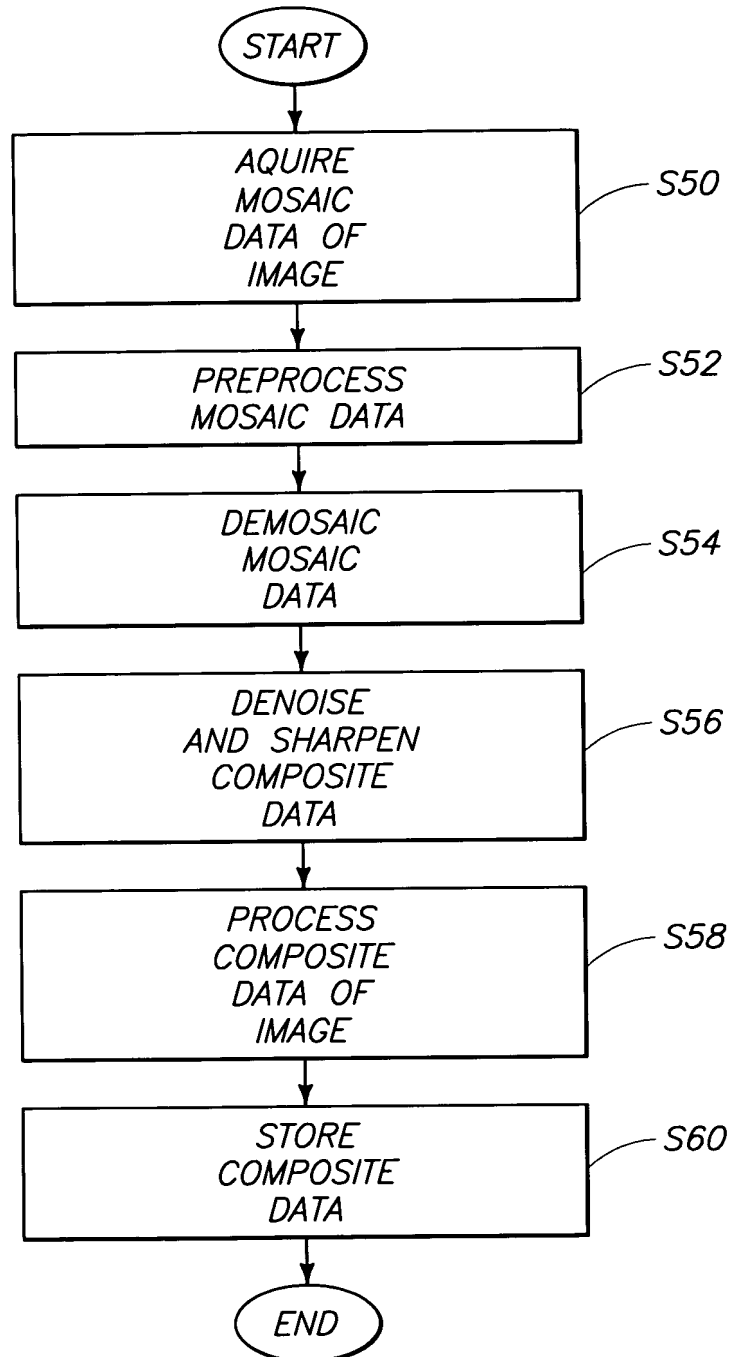 START
AQUIRE
MOSAIC
DATA OF
IMAGE
S50
PREPROCESS
MOSAIC DATA
S52
DEMOSAIC
MOSAIC
DATA
S54
DENOISE
AND SHARPEN
COMPOSITE
DATA
S56
PROCESS
COMPOSITE
DATA OF
IMAGE
S58
STORE
COMPOSITE
DATA
S60
END